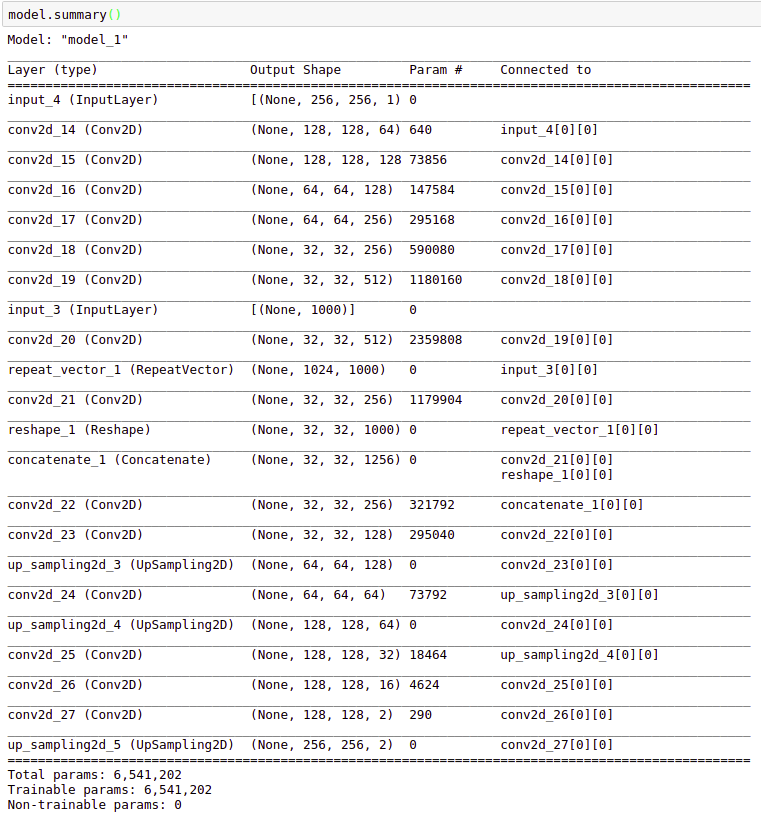 model.summary()
Model: "model_1"
Layer (type) Output Shape Param # Connected to
input_4 (InputLayer) [(None, 256, 256, 1) 0
conv2d_14 (Conv2D) (None, 128, 128, 64) 640 input_4[0][0]
conv2d_15 (Conv2D) (None, 128, 128, 128 73856 conv2d_14[0][0]
conv2d_16 (Conv2D) (None, 64, 64, 128) 147584 conv2d_15[0][0]
conv2d_17 (Conv2D) (None, 64, 64, 256) 295168 conv2d_16[0][0]
conv2d_18 (Conv2D) (None, 32, 32, 256) 590080 conv2d_17[0][0]
conv2d_19 (Conv2D) (None, 32, 32, 512) 1180160 conv2d_18[0][0]
input_3 (InputLayer) [(None, 1000)] 0
conv2d_20 (Conv2D) (None, 32, 32, 512) 2359808 conv2d_19[0][0]
repeat_vector_1 (RepeatVector) (None, 1024, 1000) 0 input_3[0][0]
conv2d_21 (Conv2D) (None, 32, 32, 256) 1179904 conv2d_20[0][0]
reshape_1 (Reshape) (None, 32, 32, 1000) 0 repeat_vector_1[0][0]
concatenate_1 (Concatenate) (None, 32, 32, 1256) 0 conv2d_21[0][0]
reshape_1[0][0]
conv2d_22 (Conv2D) (None, 32, 32, 256) 321792 concatenate_1[0][0]
conv2d_23 (Conv2D) (None, 32, 32, 128) 295040 conv2d_22[0][0]
up_sampling2d_3 (UpSampling2D) (None, 64, 64, 128) 0 conv2d_23[0][0]
conv2d_24 (Conv2D) (None, 64, 64, 64) 73792 up_sampling2d_3[0][0]
up_sampling2d_4 (UpSampling2D) (None, 128, 128, 64) 0 conv2d_24[0][0]
conv2d_25 (Conv2D) (None, 128, 128, 32) 18464 up_sampling2d_4[0][0]
conv2d_26 (Conv2D) (None, 128, 128, 16) 4624 conv2d_25[0][0]
conv2d_27 (Conv2D) (None, 128, 128, 2) 290 conv2d_26[0][0]
up_sampling2d_5 (UpSampling2D) (None, 256, 256, 2) 0 conv2d_27[0][0]
Total params: 6,541,202
Trainable params: 6,541,202
Non-trainable params: 0